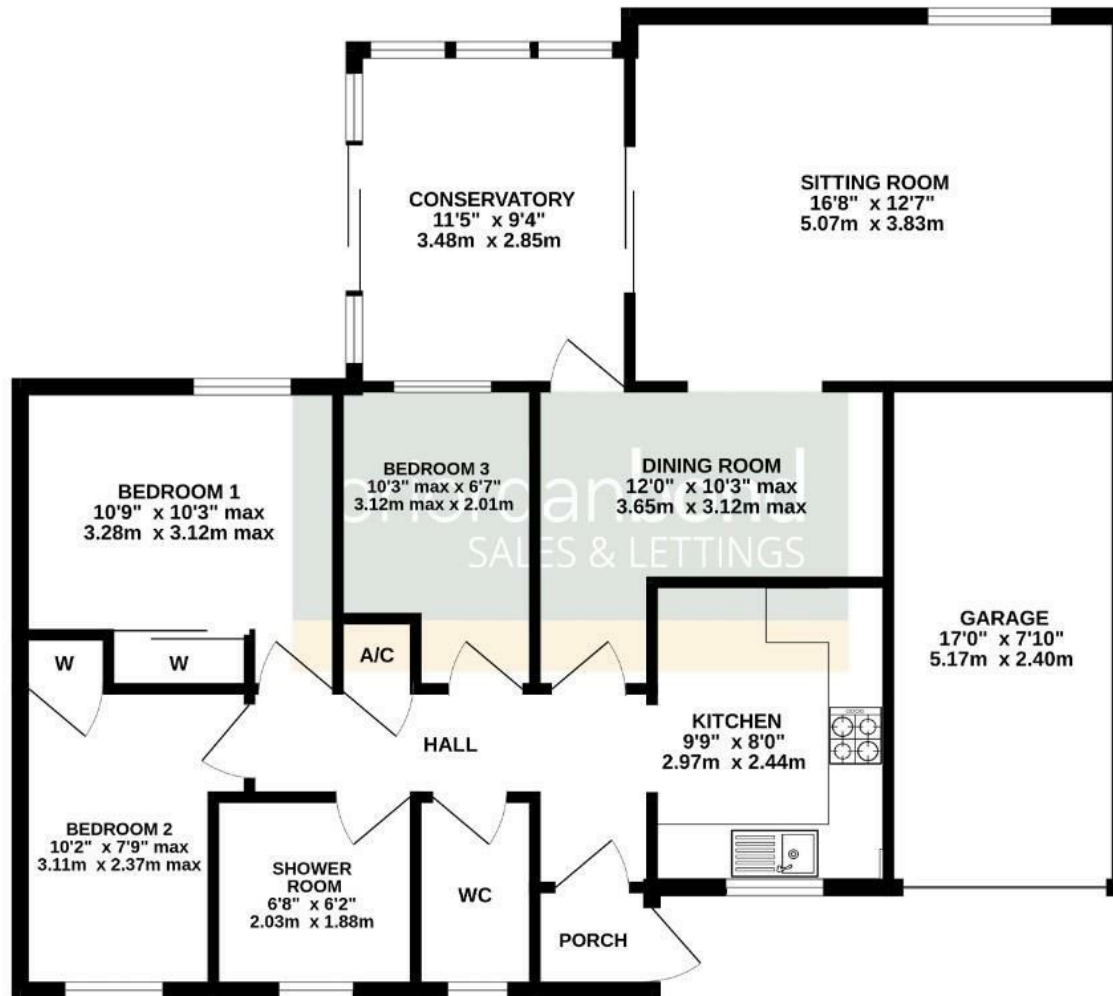 CONSERVATORY
11'5" x 9'4"
3.48m x 2.85m
SITTING ROOM
16'8" x 12'7"
5.07m x 3.83m
BEDROOM 1
10'9" x 10'3" max
3.28m x 3.12m max
BEDROOM 3
10'3" max x 6'7"
3.12m max x 2.01m
DINING ROOM
12'0" x 10'3" max
3.65m x 3.12m max
SALES & LETTINGS
GARAGE
17'0" x 7'10"
5.17m x 2.40m
W
W
A/C
HALL
KITCHEN
9'9" x 8'0"
2.97m x 2.44m
BEDROOM 2
10'2" x 7'9" max
3.11m x 2.37m max
SHOWER
ROOM
6'8" x 6'2"
2.03m x 1.88m
WC
PORCH